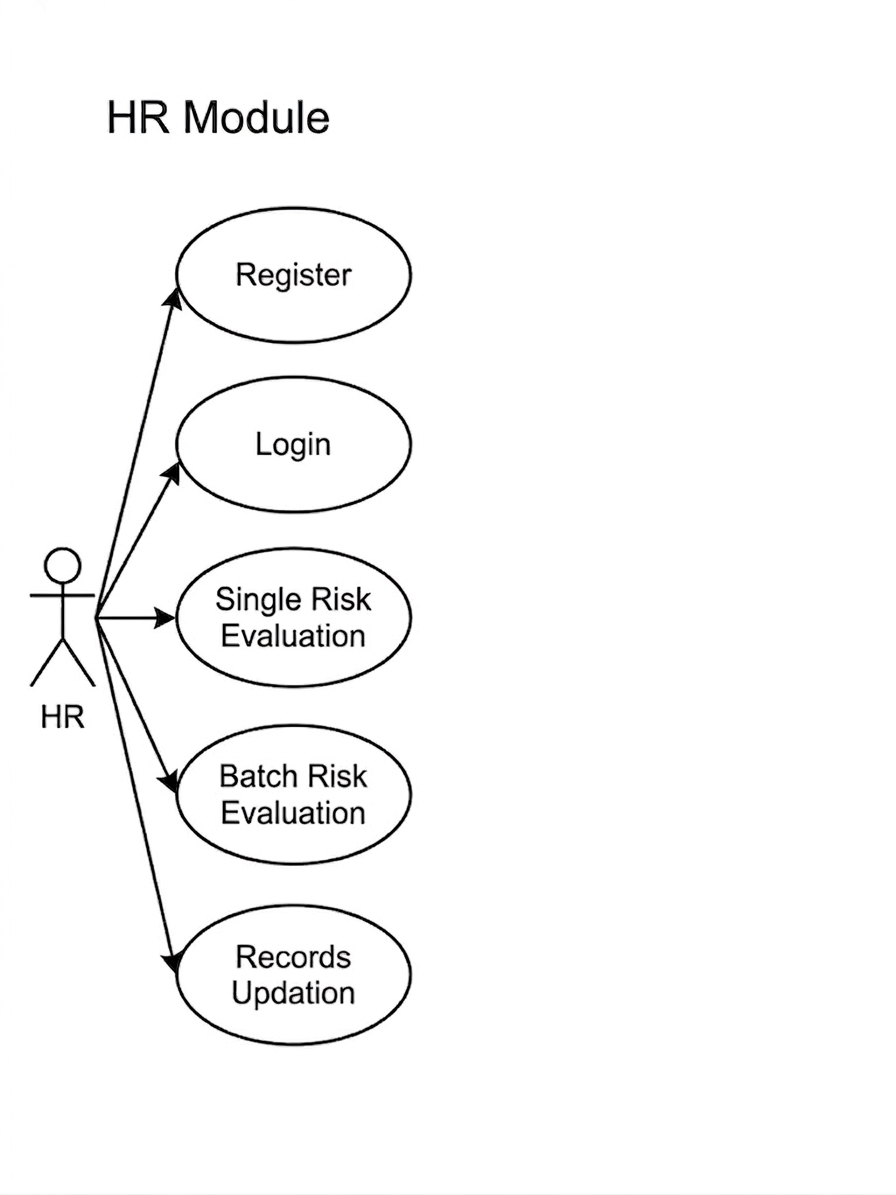 HR Module
Register
Login
Single Risk
Evaluation
HR
Batch Risk
Evaluation
Records
Updation